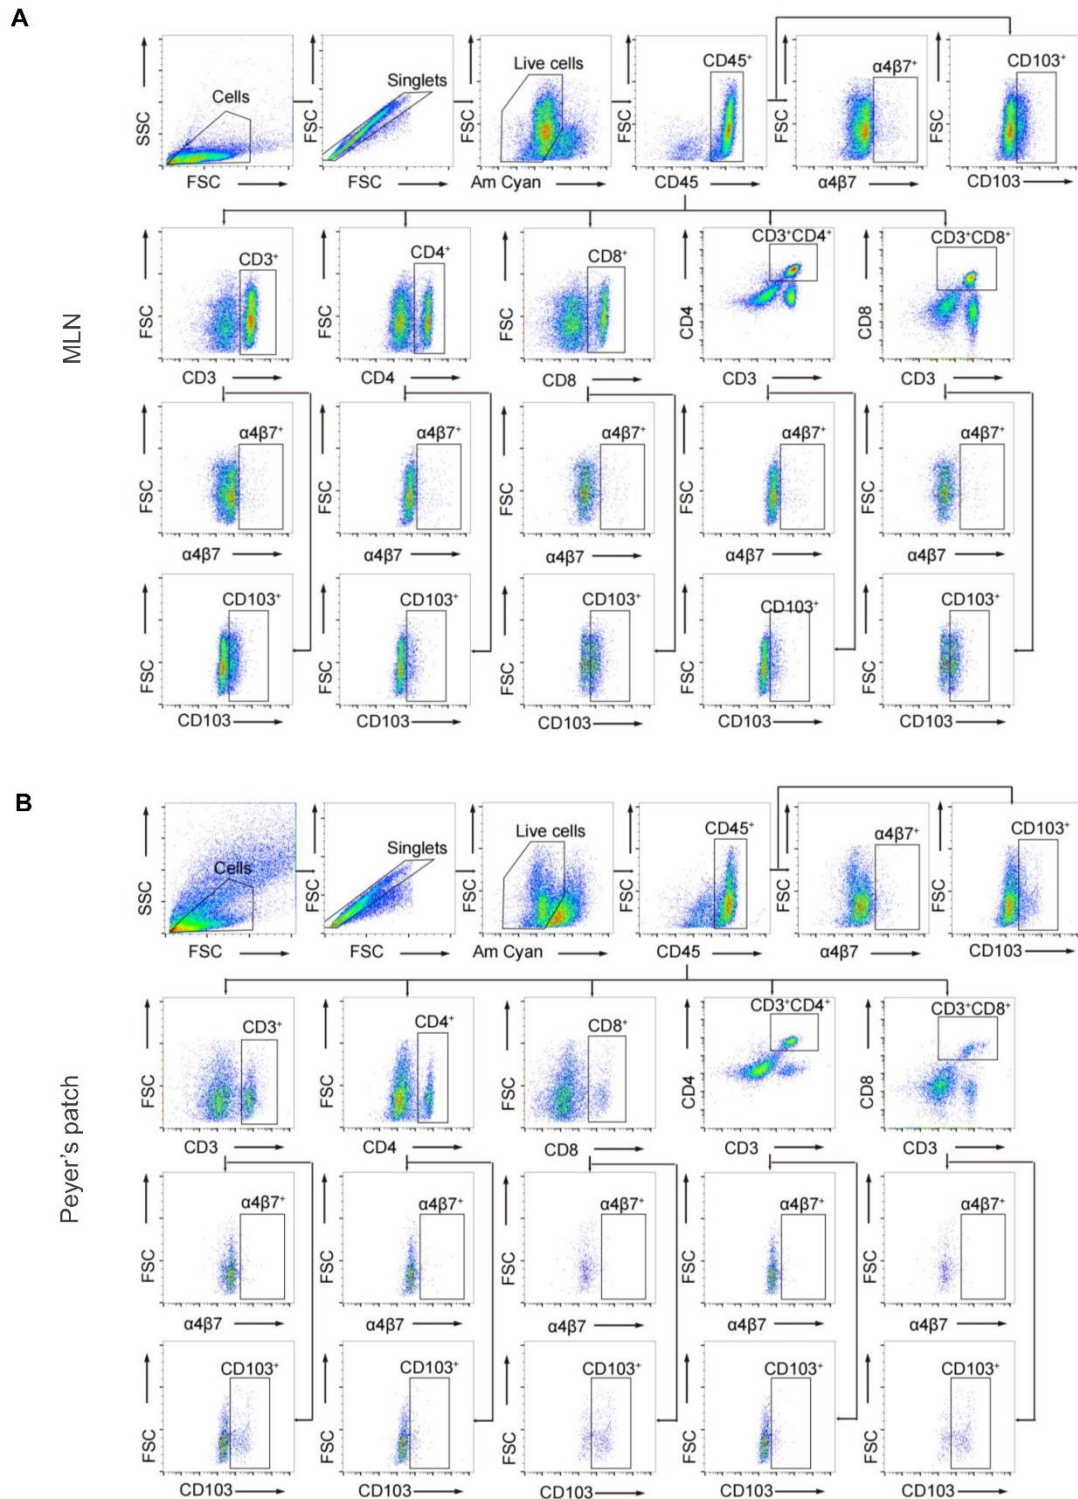 A
Cells
SSC
FSC
Singlets
FSC
FSC
Live cells
FSC
Am Cyan
CD45⁺
FSC
CD45
α4β7⁺
FSC
α4β7
CD103⁺
FSC
CD103
MLN
CD3⁺
FSC
CD3
CD4⁺
FSC
CD4
CD8⁺
FSC
CD8
CD3⁺CD4⁺
CD4
CD3
CD3⁺CD8⁺
CD8
CD3
α4β7⁺
FSC
α4β7
α4β7⁺
FSC
α4β7
α4β7⁺
FSC
α4β7
α4β7⁺
FSC
α4β7
α4β7⁺
FSC
α4β7
CD103⁺
FSC
CD103
CD103⁺
FSC
CD103
CD103⁺
FSC
CD103
CD103⁺
FSC
CD103
CD103⁺
FSC
CD103
B
Cells
SSC
FSC
Singlets
FSC
FSC
Live cells
FSC
Am Cyan
CD45⁺
FSC
CD45
α4β7⁺
FSC
α4β7
CD103⁺
FSC
CD103
Peyer's patch
CD3⁺
FSC
CD3
CD4⁺
FSC
CD4
CD8⁺
FSC
CD8
CD3⁺CD4⁺
CD4
CD3
CD3⁺CD8⁺
CD8
CD3
α4β7⁺
FSC
α4β7
α4β7⁺
FSC
α4β7
α4β7⁺
FSC
α4β7
α4β7⁺
FSC
α4β7
α4β7⁺
FSC
α4β7
CD103⁺
FSC
CD103
CD103⁺
FSC
CD103
CD103⁺
FSC
CD103
CD103⁺
FSC
CD103
CD103⁺
FSC
CD103